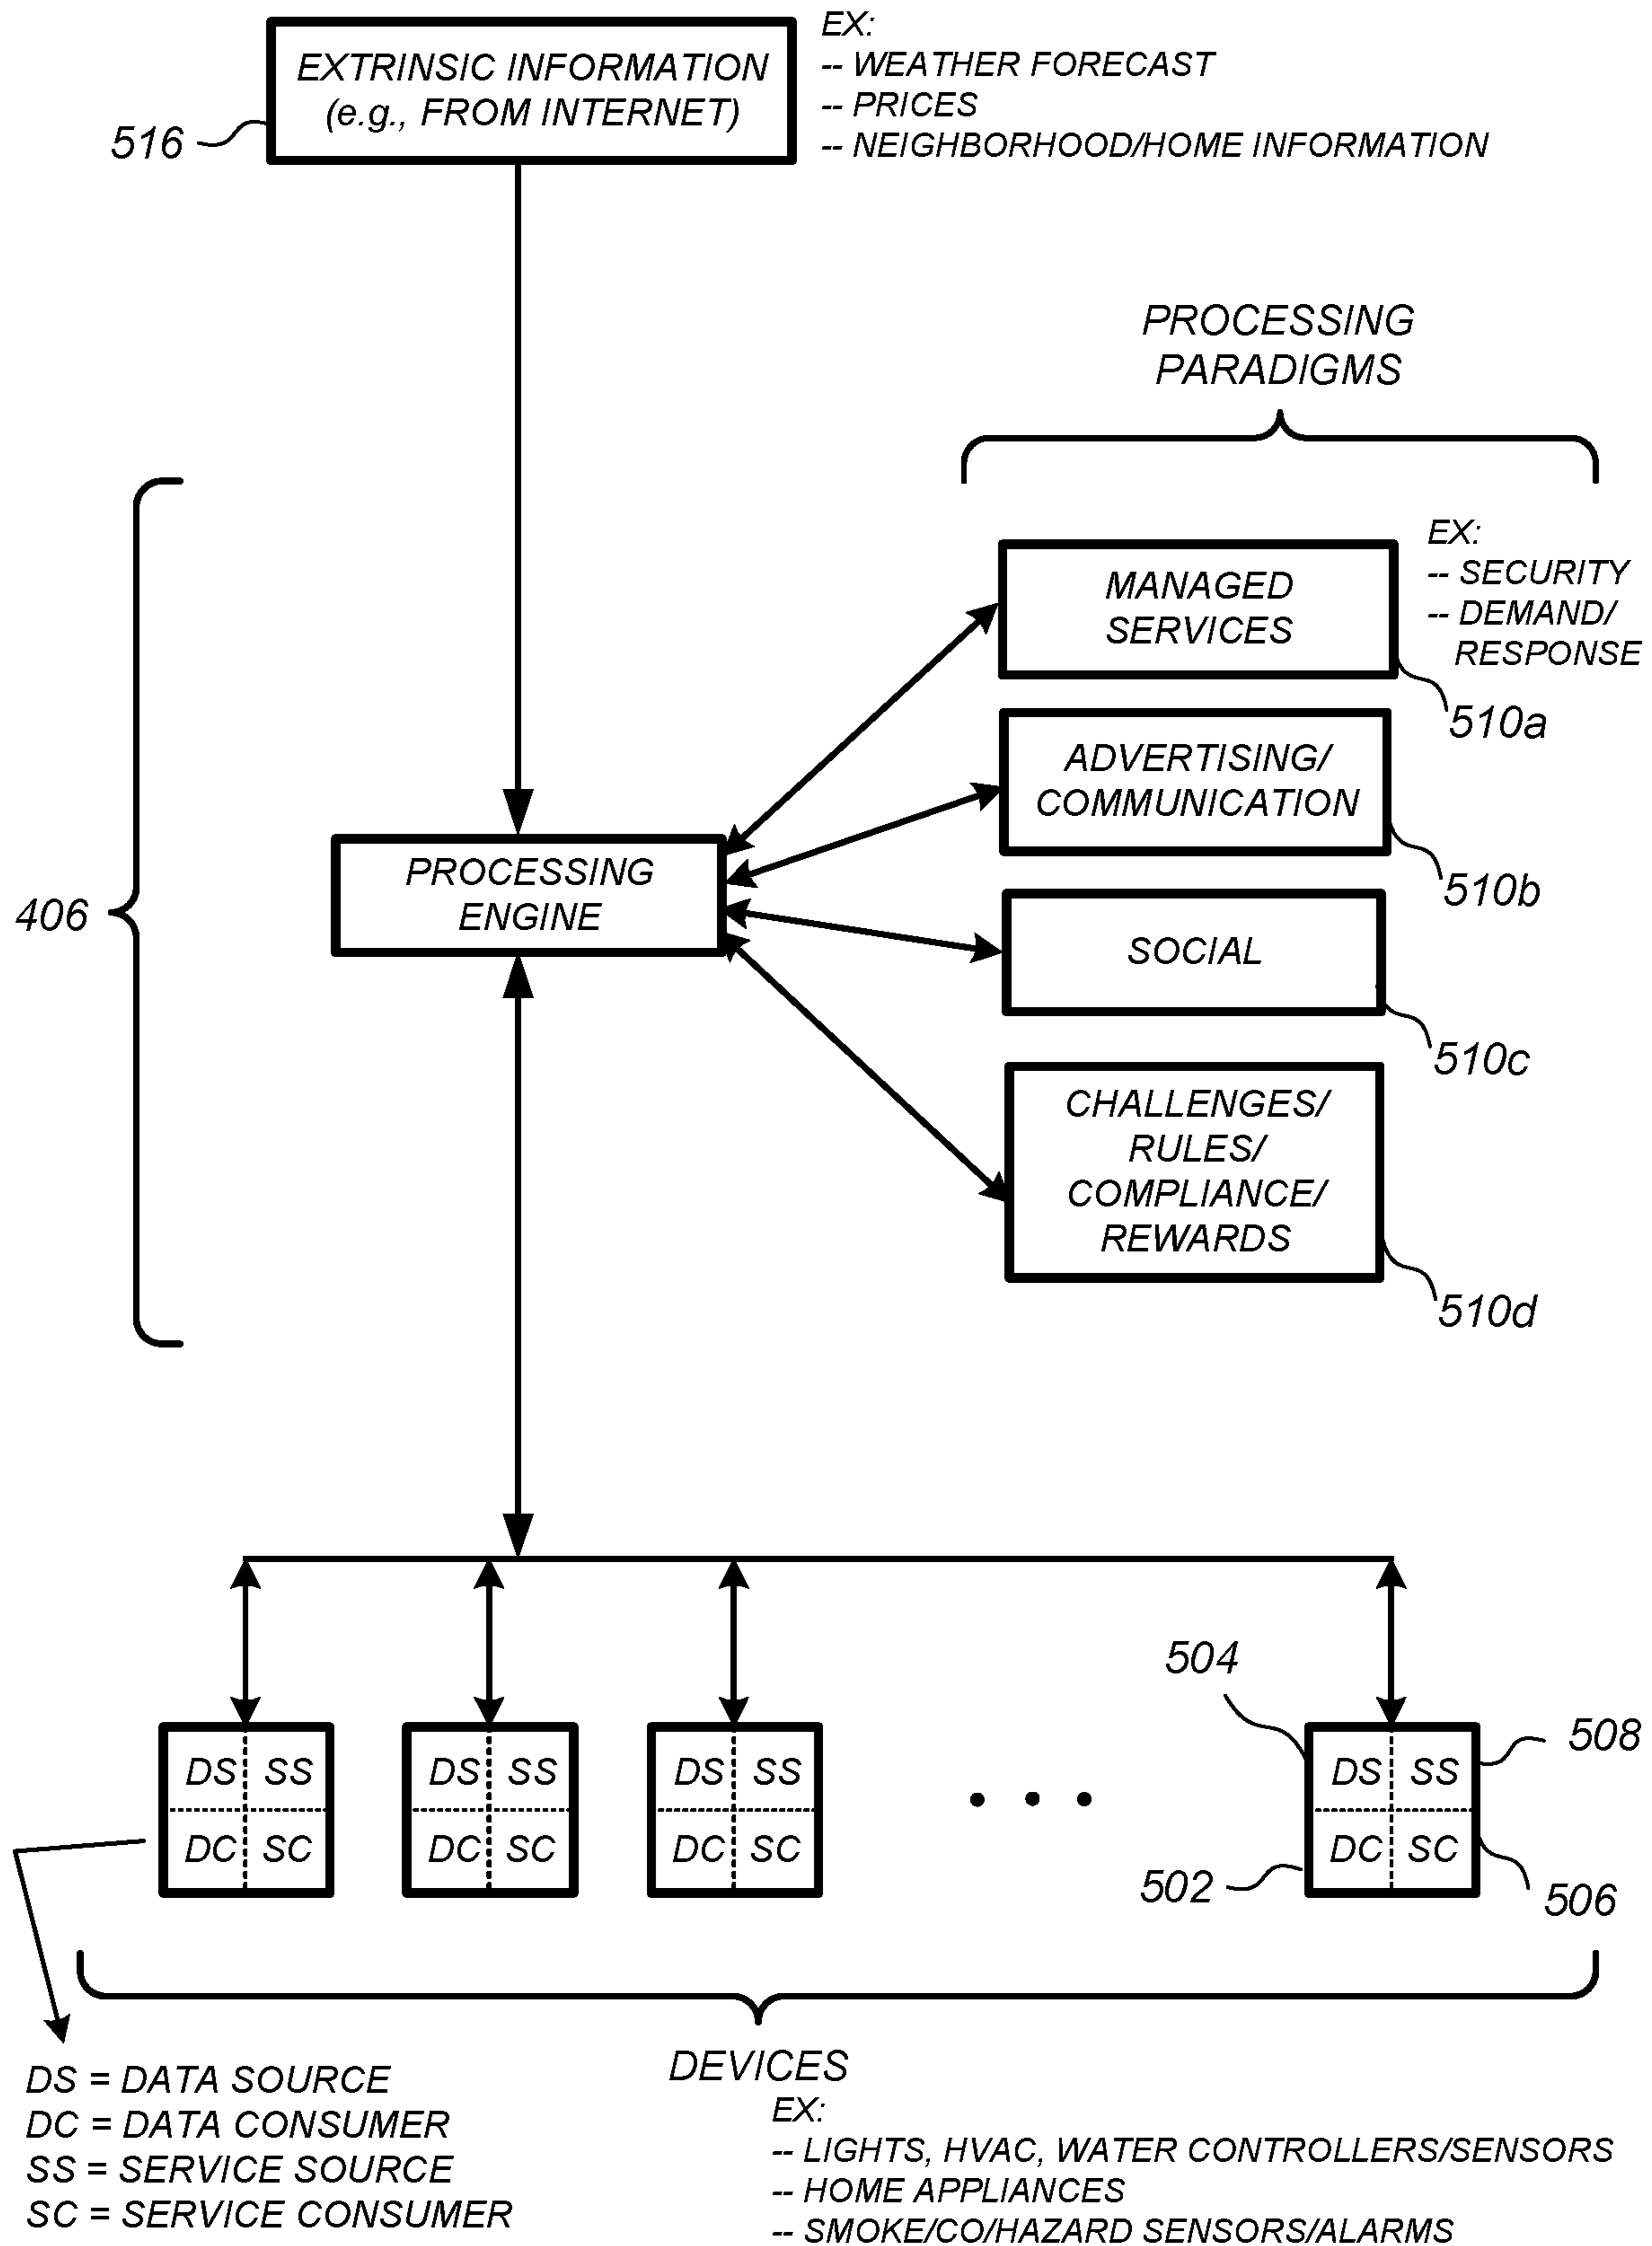 EXTRINSIC INFORMATION
(e.g., FROM INTERNET)
516
EX:
-- WEATHER FORECAST
-- PRICES
-- NEIGHBORHOOD/HOME INFORMATION
PROCESSING
PARADIGMS
406
PROCESSING
ENGINE
MANAGED
SERVICES
EX:
-- SECURITY
-- DEMAND/
RESPONSE
510a
ADVERTISING/
COMMUNICATION
510b
SOCIAL
510c
CHALLENGES/
RULES/
COMPLIANCE/
REWARDS
510d
DS SS
DC SC
DS SS
DC SC
DS SS
DC SC
504
508
DS SS
DC SC
502
506
DS = DATA SOURCE
DC = DATA CONSUMER
SS = SERVICE SOURCE
SC = SERVICE CONSUMER
DEVICES
EX:
-- LIGHTS, HVAC, WATER CONTROLLERS/SENSORS
-- HOME APPLIANCES
-- SMOKE/CO/HAZARD SENSORS/ALARMS